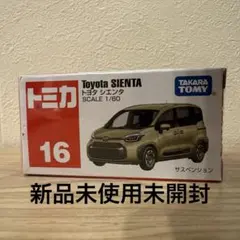 トミカ
16
Toyota SIENTA
トヨタ シエンタ
SCALE 1/60
TAKARA
TOMY
サスペンション
新品未使用未開封